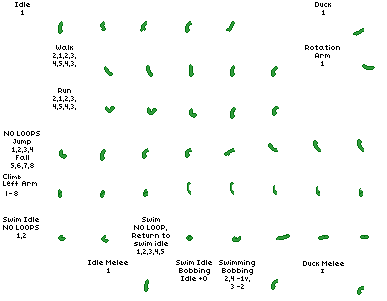 Idle
1
Duck
1
Walk
2,1,2,3,
4,5,4,3,
Rotation
Arm
1
Run
2,1,2,3,
4,5,4,3,
NO LOOPS
Jump
1,2,3,4
Fall
5,6,7,8
Climb
Left Arm
1-8
Swim Idle
NO LOOPS
1,2
Swim
NO LOOP,
Return to
swim idle
1,2,3,4,5
Idle Melee
1
Swim Idle
Bobbing
Idle +0
Swimming
Bobbing
2,4 -1v,
3 -2
Duck Melee
1